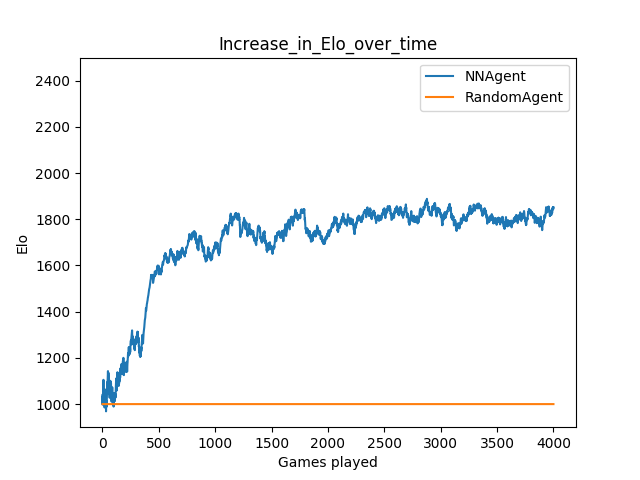 Increase_in_Elo_over_time
NNAgent
RandomAgent
2400
2200
2000
1800
1600
1400
1200
1000
Elo
0 500 1000 1500 2000 2500 3000 3500 4000
Games played